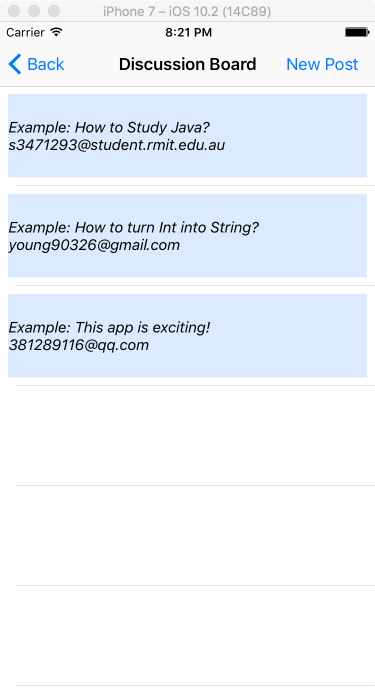 iPhone 7 – iOS 10.2 (14C89)
Carrier 8:21 PM
Back Discussion Board New Post
Example: How to Study Java?
s3471293@student.rmit.edu.au
Example: How to turn Int into String?
young90326@gmail.com
Example: This app is exciting!
381289116@qq.com